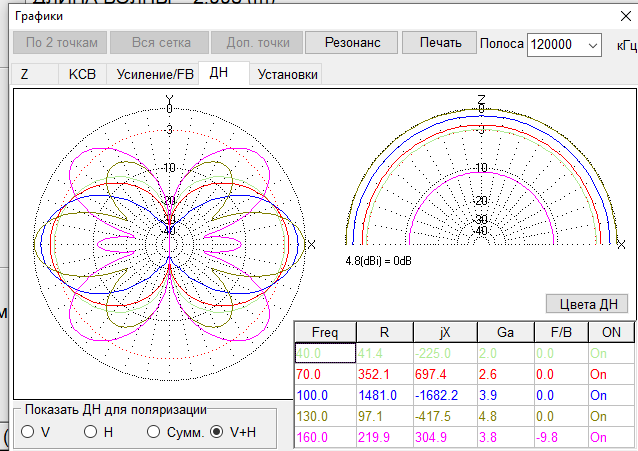 Графики
По 2 точкам Вся сетка Доп. точки Резонанс Печать Полоса 120000 кГц
Z КСВ Усиление/FB ДН Установки
Y Z
0 0
-3 -3
-10 -10
-20 -20
-30 -30
-40 -40
X X
4.8(dBi) = 0dB
Цвета ДН
Freq R jX Ga F/B ON
40.0 41.4 -225.0 2.0 0.0 On
70.0 352.1 697.4 2.6 0.0 On
100.0 1481.0 -1682.2 3.9 0.0 On
130.0 97.1 -417.5 4.8 0.0 On
160.0 219.9 304.9 3.8 -9.8 On
Показать ДН для поляризации
V H Сумм. V+H